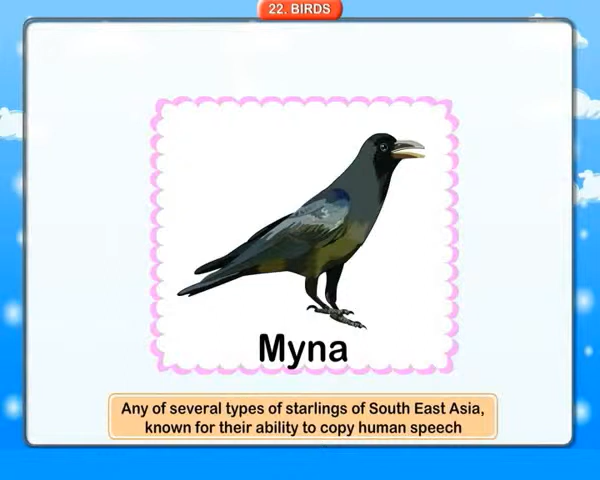 22. BIRDS
Myna
Any of several types of starlings of South East Asia,
known for their ability to copy human speech